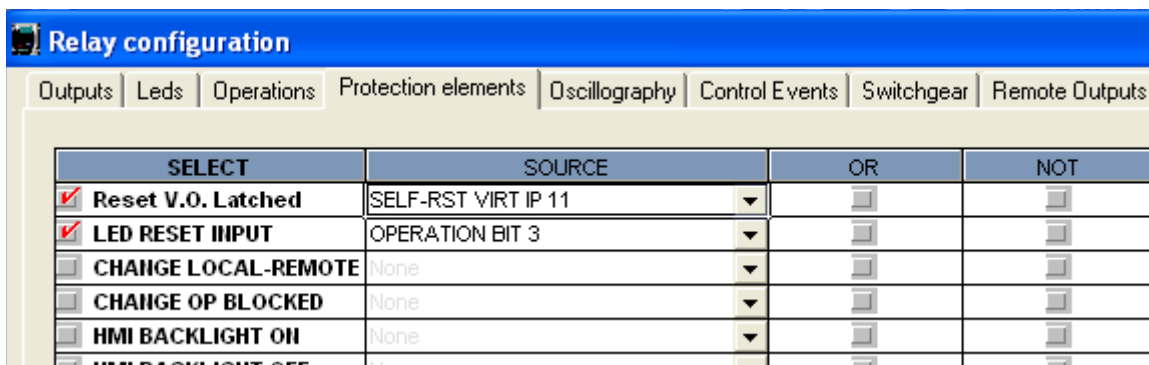 Relay configuration
Outputs Leds Operations Protection elements Oscillography Control Events Switchgear Remote Outputs
SELECT SOURCE OR NOT
Reset V.O. Latched SELF-RST VIRT IP 11
LED RESET INPUT OPERATION BIT 3
CHANGE LOCAL-REMOTE None
CHANGE OP BLOCKED None
HMI BACKLIGHT ON None